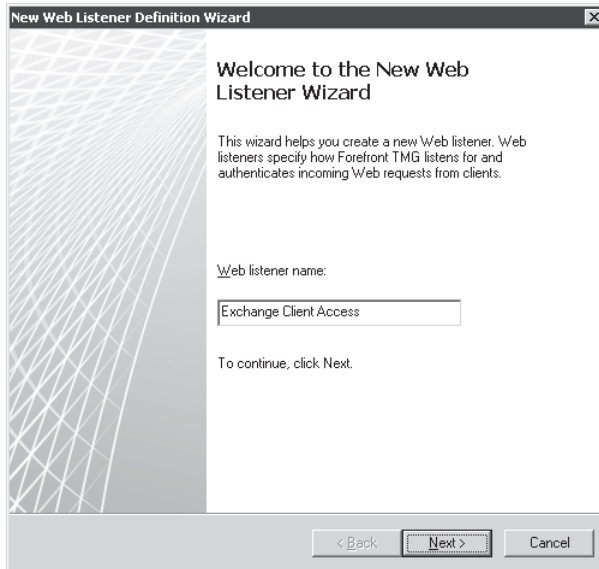 New Web Listener Definition Wizard
Welcome to the New Web
Listener Wizard
This wizard helps you create a new Web listener. Web
listeners specify how Forefront TMG listens for and
authenticates incoming Web requests from clients.
Web listener name:
Exchange Client Access
To continue, click Next.
< Back
Next >
Cancel